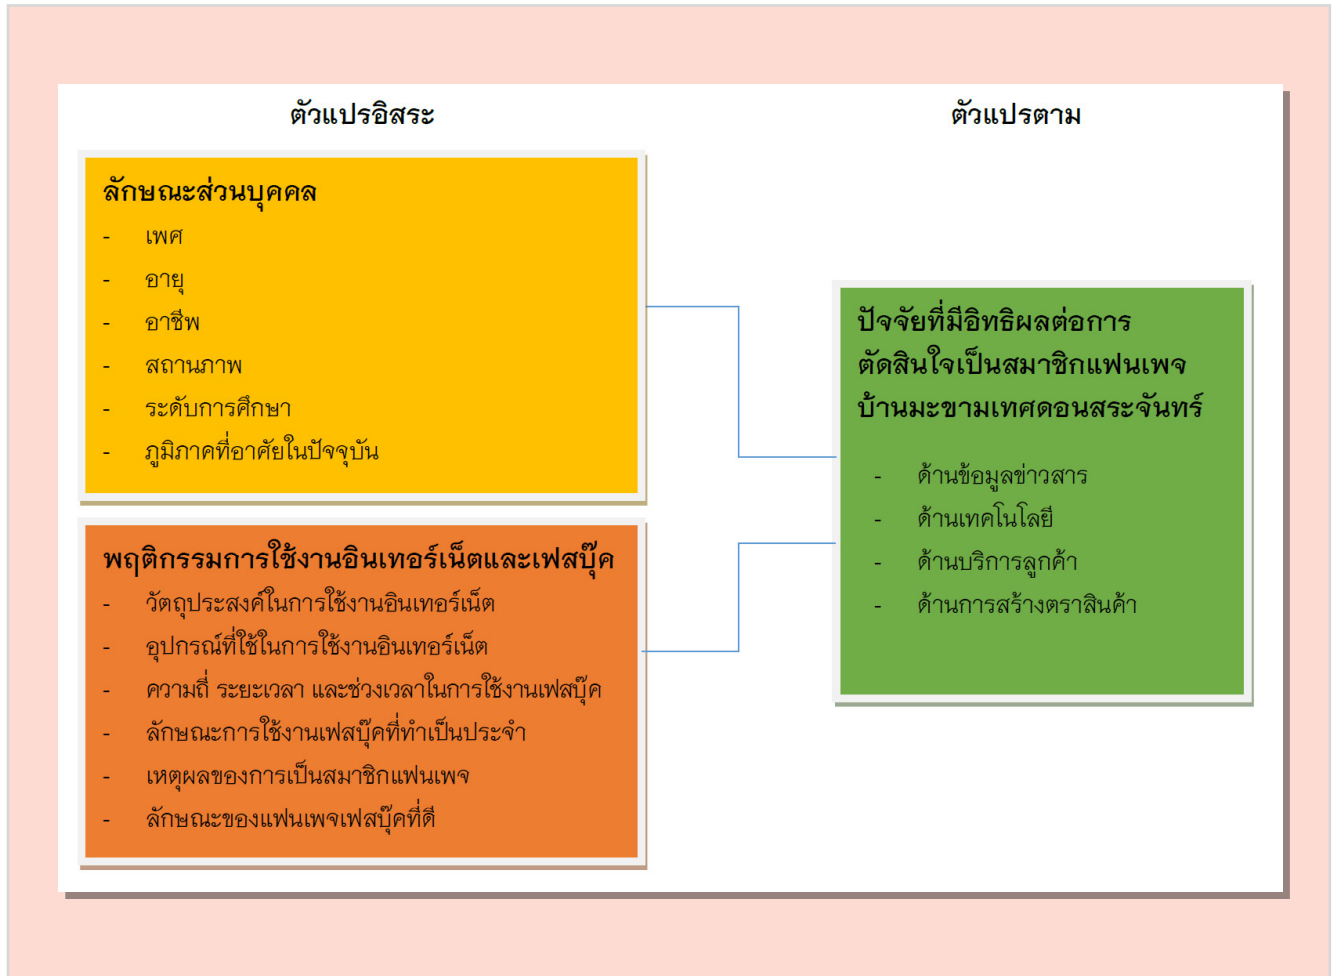 ตัวแปรอิสระ
ตัวแปรตาม
ลักษณะส่วนบุคคล
- เพศ
- อายุ
- อาชีพ
- สถานภาพ
- ระดับการศึกษา
- ภูมิภาคที่อาศัยในปัจจุบัน
พฤติกรรมการใช้งานอินเทอร์เน็ตและเฟสบุ๊ค
- วัตถุประสงค์ในการใช้งานอินเทอร์เน็ต
- อุปกรณ์ที่ใช้ในการใช้งานอินเทอร์เน็ต
- ความถี่ ระยะเวลา และช่วงเวลาในการใช้งานเฟสบุ๊ค
- ลักษณะการใช้งานเฟสบุ๊คที่ทำเป็นประจำ
- เหตุผลของการเป็นสมาชิกแฟนเพจ
- ลักษณะของแฟนเพจเฟสบุ๊คที่ดี
ปัจจัยที่มีอิทธิผลต่อการ
ตัดสินใจเป็นสมาชิกแฟนเพจ
บ้านมะขามเทศดอนสระจันทร์
- ด้านข้อมูลข่าวสาร
- ด้านเทคโนโลยี
- ด้านบริการลูกค้า
- ด้านการสร้างตราสินค้า